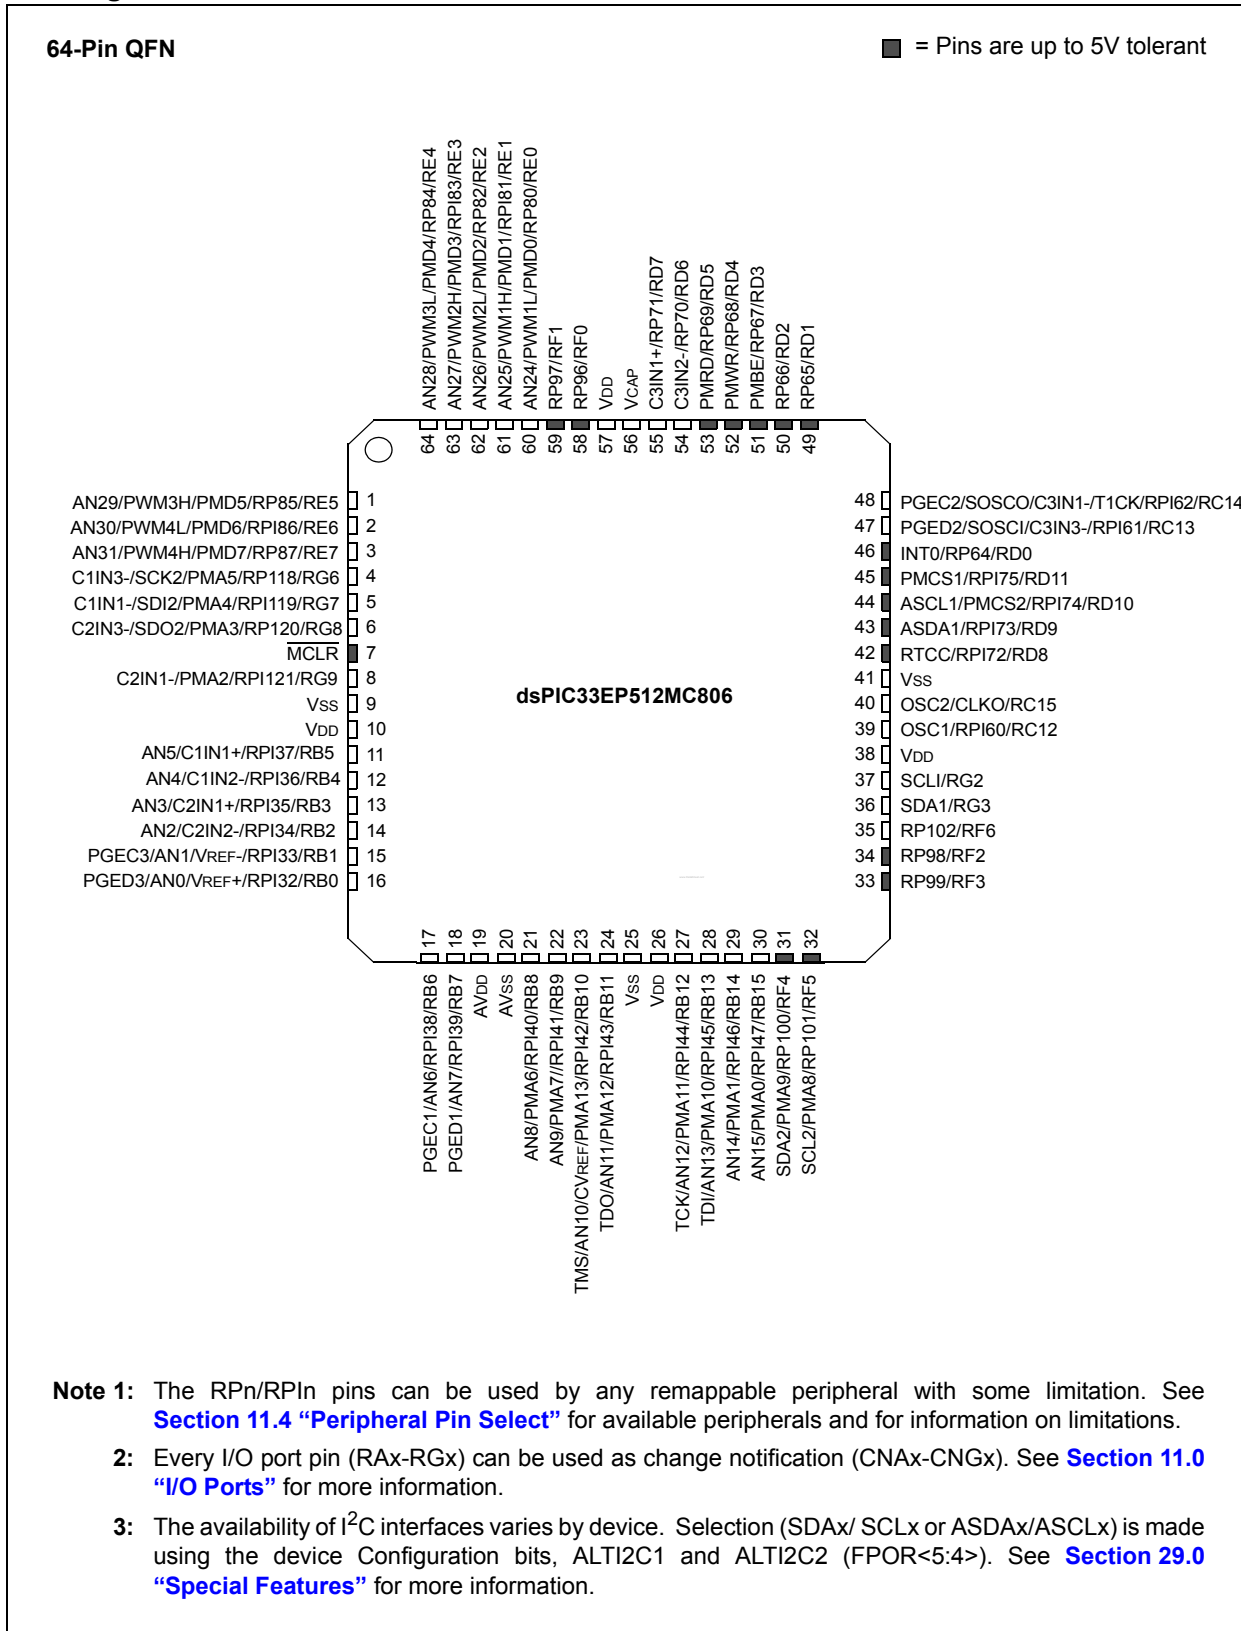 64-Pin QFN
= Pins are up to 5V tolerant
AN28/PWM3L/PMD4/RP84/RE4
AN27/PWM2H/PMD3/RPI83/RE3
AN26/PWM2L/PMD2/RP82/RE2
AN25/PWM1H/PMD1/RPI81/RE1
AN24/PWM1L/PMD0/RP80/RE0
RP97/RF1
RP96/RF0
VDD
VCAP
C3IN1+/RP71/RD7
C3IN2-/RP70/RD6
PMRD/RP69/RD5
PMWR/RP68/RD4
PMBE/RP67/RD3
RP66/RD2
RP65/RD1
64 63 62 61 60 59 58 57 56 55 54 53 52 51 50 49
AN29/PWM3H/PMD5/RP85/RE5 1
AN30/PWM4L/PMD6/RPI86/RE6 2
AN31/PWM4H/PMD7/RP87/RE7 3
C1IN3-/SCK2/PMA5/RP118/RG6 4
C1IN1-/SDI2/PMA4/RPI119/RG7 5
C2IN3-/SDO2/PMA3/RP120/RG8 6
MCLR 7
C2IN1-/PMA2/RPI121/RG9 8
VSS 9
VDD 10
AN5/C1IN1+/RPI37/RB5 11
AN4/C1IN2-/RPI36/RB4 12
AN3/C2IN1+/RPI35/RB3 13
AN2/C2IN2-/RPI34/RB2 14
PGEC3/AN1/VREF-/RPI33/RB1 15
PGED3/AN0/VREF+/RPI32/RB0 16
dsPIC33EP512MC806
48 PGEC2/SOSCO/C3IN1-/T1CK/RPI62/RC14
47 PGED2/SOSCI/C3IN3-/RPI61/RC13
46 INT0/RP64/RD0
45 PMCS1/RPI75/RD11
44 ASCL1/PMCS2/RPI74/RD10
43 ASDA1/RPI73/RD9
42 RTCC/RPI72/RD8
41 VSS
40 OSC2/CLKO/RC15
39 OSC1/RPI60/RC12
38 VDD
37 SCLI/RG2
36 SDA1/RG3
35 RP102/RF6
34 RP98/RF2
33 RP99/RF3
17 18 19 20 21 22 23 24 25 26 27 28 29 30 31 32
PGEC1/AN6/RPI38/RB6
PGED1/AN7/RPI39/RB7
AVDD
AVSS
AN8/PMA6/RPI40/RB8
AN9/PMA7//RPI41/RB9
TMS/AN10/CVREF/PMA13/RPI42/RB10
TDO/AN11/PMA12/RPI43/RB11
VSS
VDD
TCK/AN12/PMA11/RPI44/RB12
TDI/AN13/PMA10/RPI45/RB13
AN14/PMA1/RPI46/RB14
AN15/PMA0/RPI47/RB15
SDA2/PMA9/RP100/RF4
SCL2/PMA8/RP101/RF5
Note 1: The RPn/RPIn pins can be used by any remappable peripheral with some limitation. See
Section 11.4 “Peripheral Pin Select” for available peripherals and for information on limitations.
2: Every I/O port pin (RAx-RGx) can be used as change notification (CNAx-CNGx). See Section 11.0
“I/O Ports” for more information.
3: The availability of I2C interfaces varies by device. Selection (SDAx/ SCLx or ASDAx/ASCLx) is made
using the device Configuration bits, ALTI2C1 and ALTI2C2 (FPOR<5:4>). See Section 29.0
“Special Features” for more information.